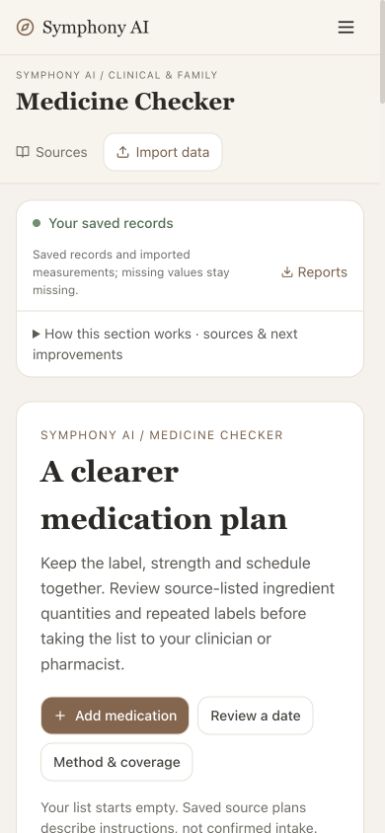 Symphony AI
SYMPHONY AI / CLINICAL & FAMILY
Medicine Checker
Sources
Import data
Your saved records
Saved records and imported
measurements; missing values stay
missing.
Reports
How this section works · sources & next
improvements
SYMPHONY AI / MEDICINE CHECKER
A clearer
medication plan
Keep the label, strength and schedule
together. Review source-listed ingredient
quantities and repeated labels before
taking the list to your clinician or
pharmacist.
+ Add medication
Review a date
Method & coverage
Your list starts empty. Saved source plans
describe instructions, not confirmed intake.